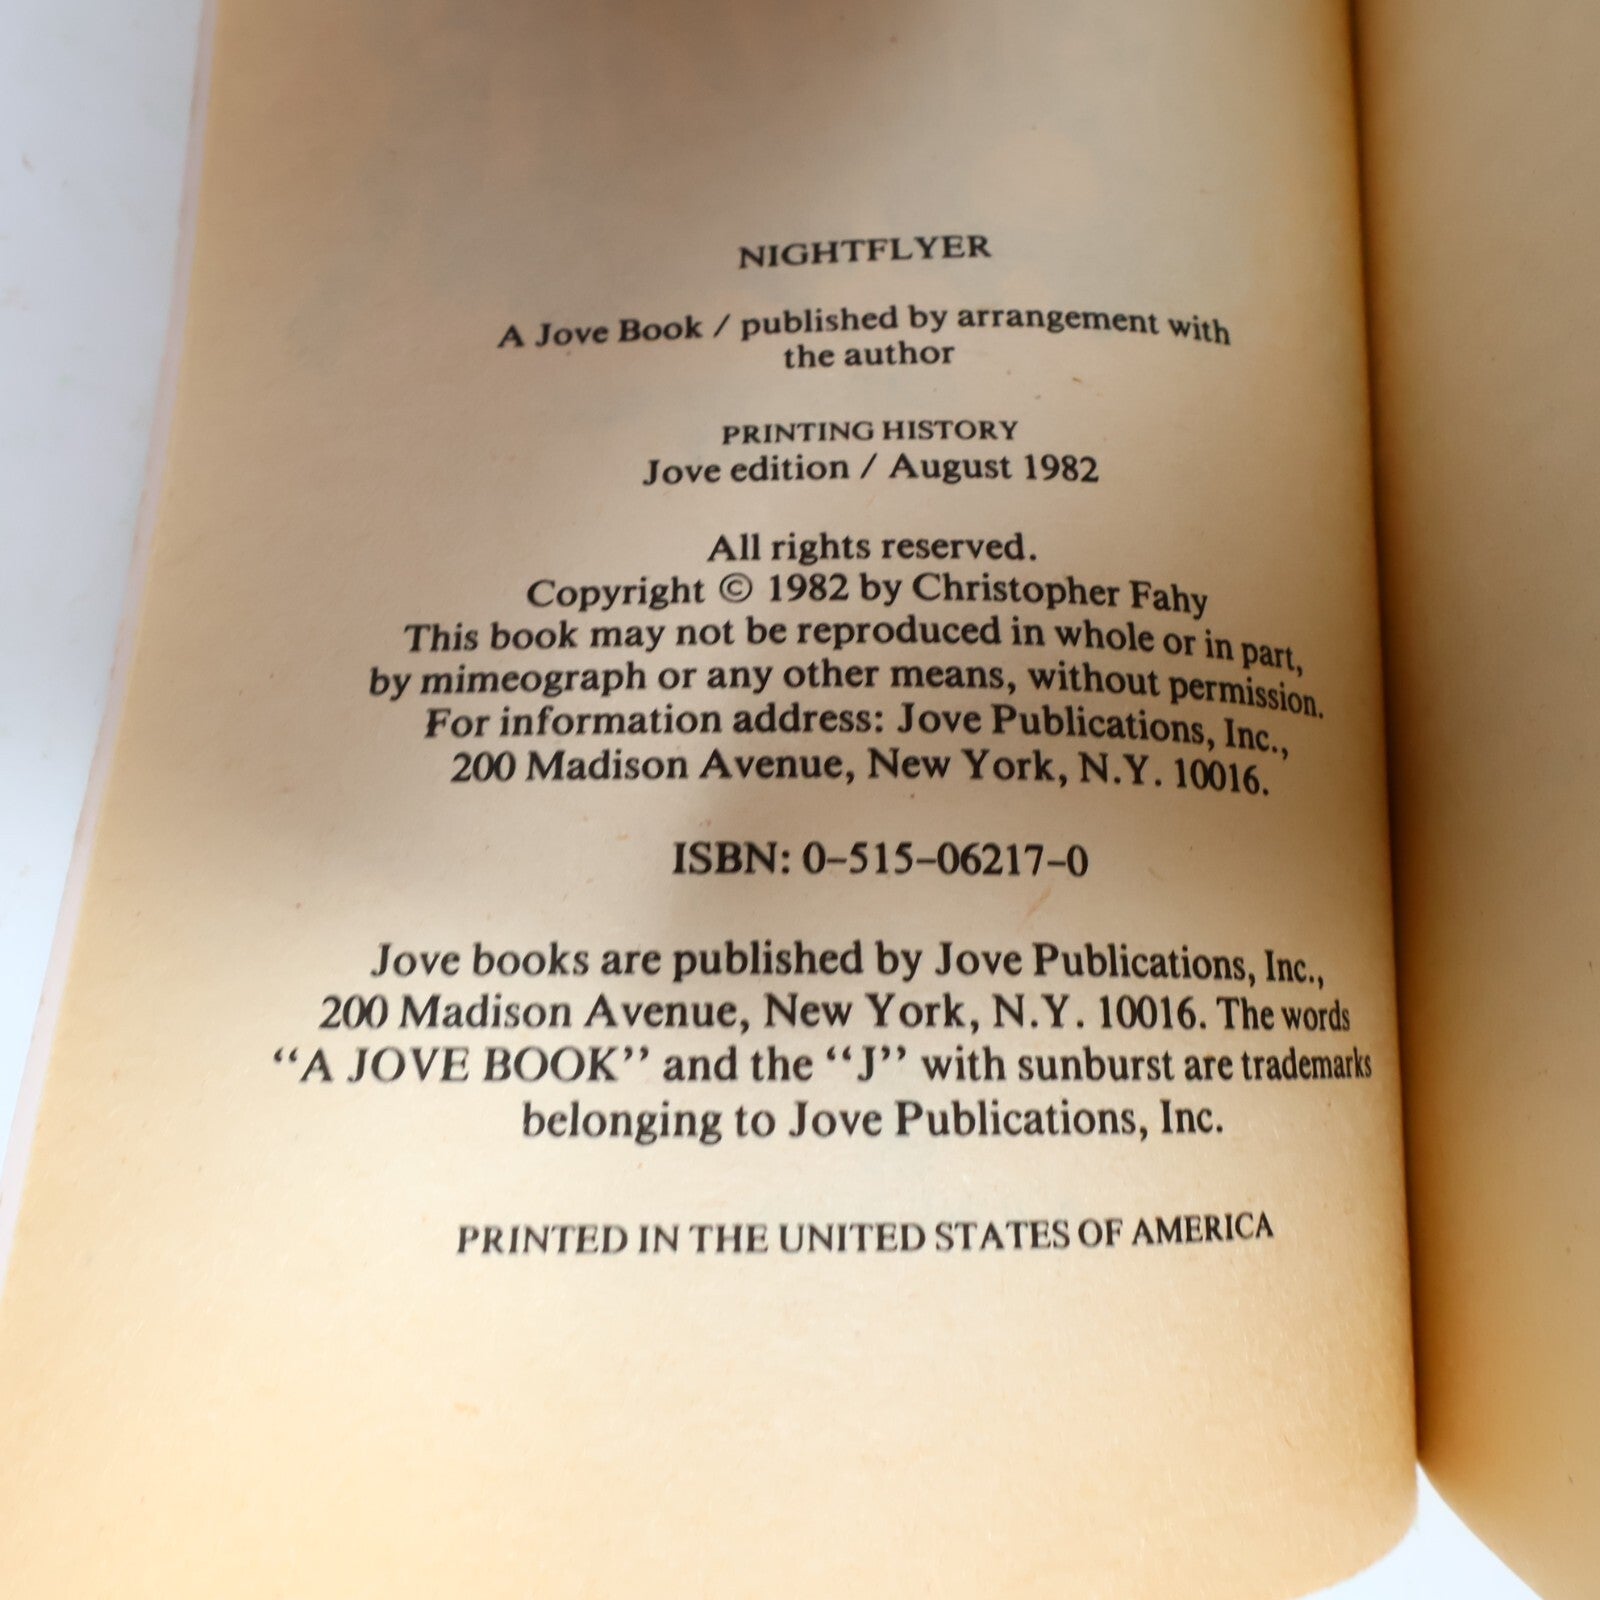 NIGHTFLYER
A Jove Book / published by arrangement with
the author
PRINTING HISTORY
Jove edition / August 1982
All rights reserved.
Copyright © 1982 by Christopher Fahy
This book may not be reproduced in whole or in part,
by mimeograph or any other means, without permission.
For information address: Jove Publications, Inc.,
200 Madison Avenue, New York, N.Y. 10016.
ISBN: 0-515-06217-0
Jove books are published by Jove Publications, Inc.,
200 Madison Avenue, New York, N.Y. 10016. The words
“A JOVE BOOK” and the “J” with sunburst are trademarks
belonging to Jove Publications, Inc.
PRINTED IN THE UNITED STATES OF AMERICA